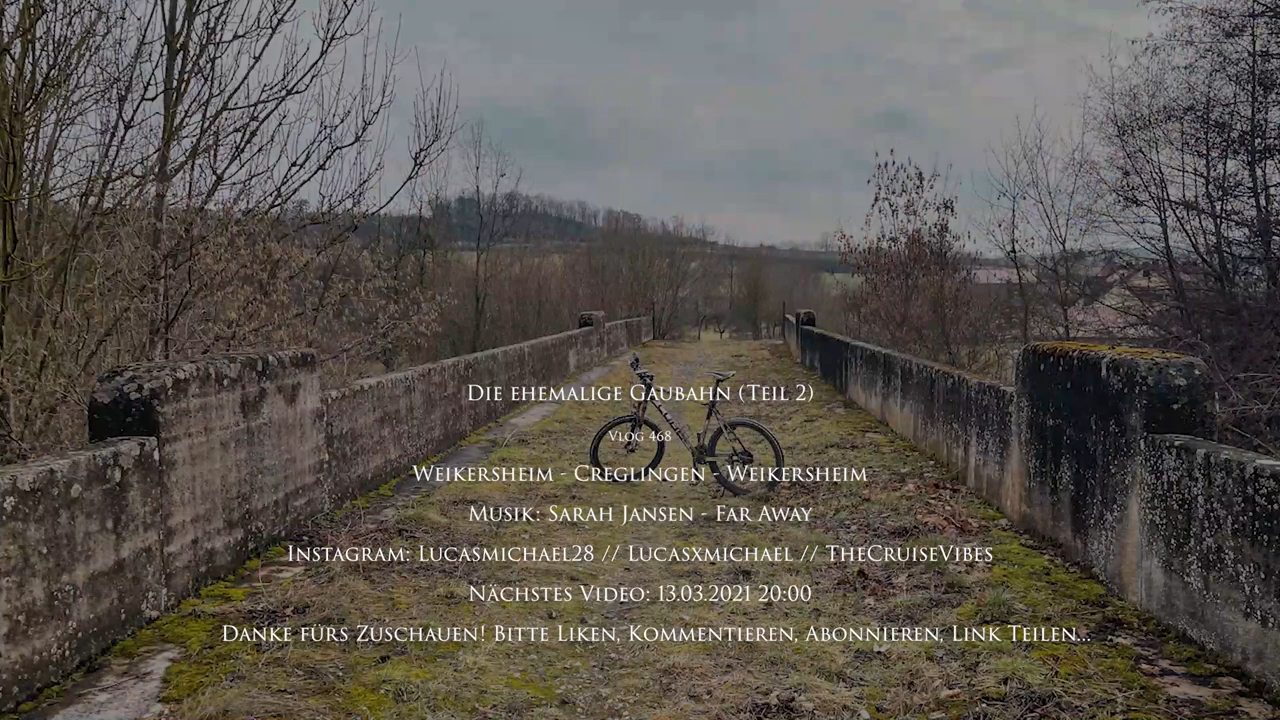 Die ehemalige Gaubahn (Teil 2)
Vlog 468
Weikersheim - Creglingen - Weikersheim
Musik: Sarah Jansen - Far Away
Instagram: Lucasmichael28 // Lucasxmichael // TheCruiseVibes
Nächstes Video: 13.03.2021 20:00
Danke fürs Zuschauen! Bitte Liken, Kommentieren, Abonnieren, Link Teilen...